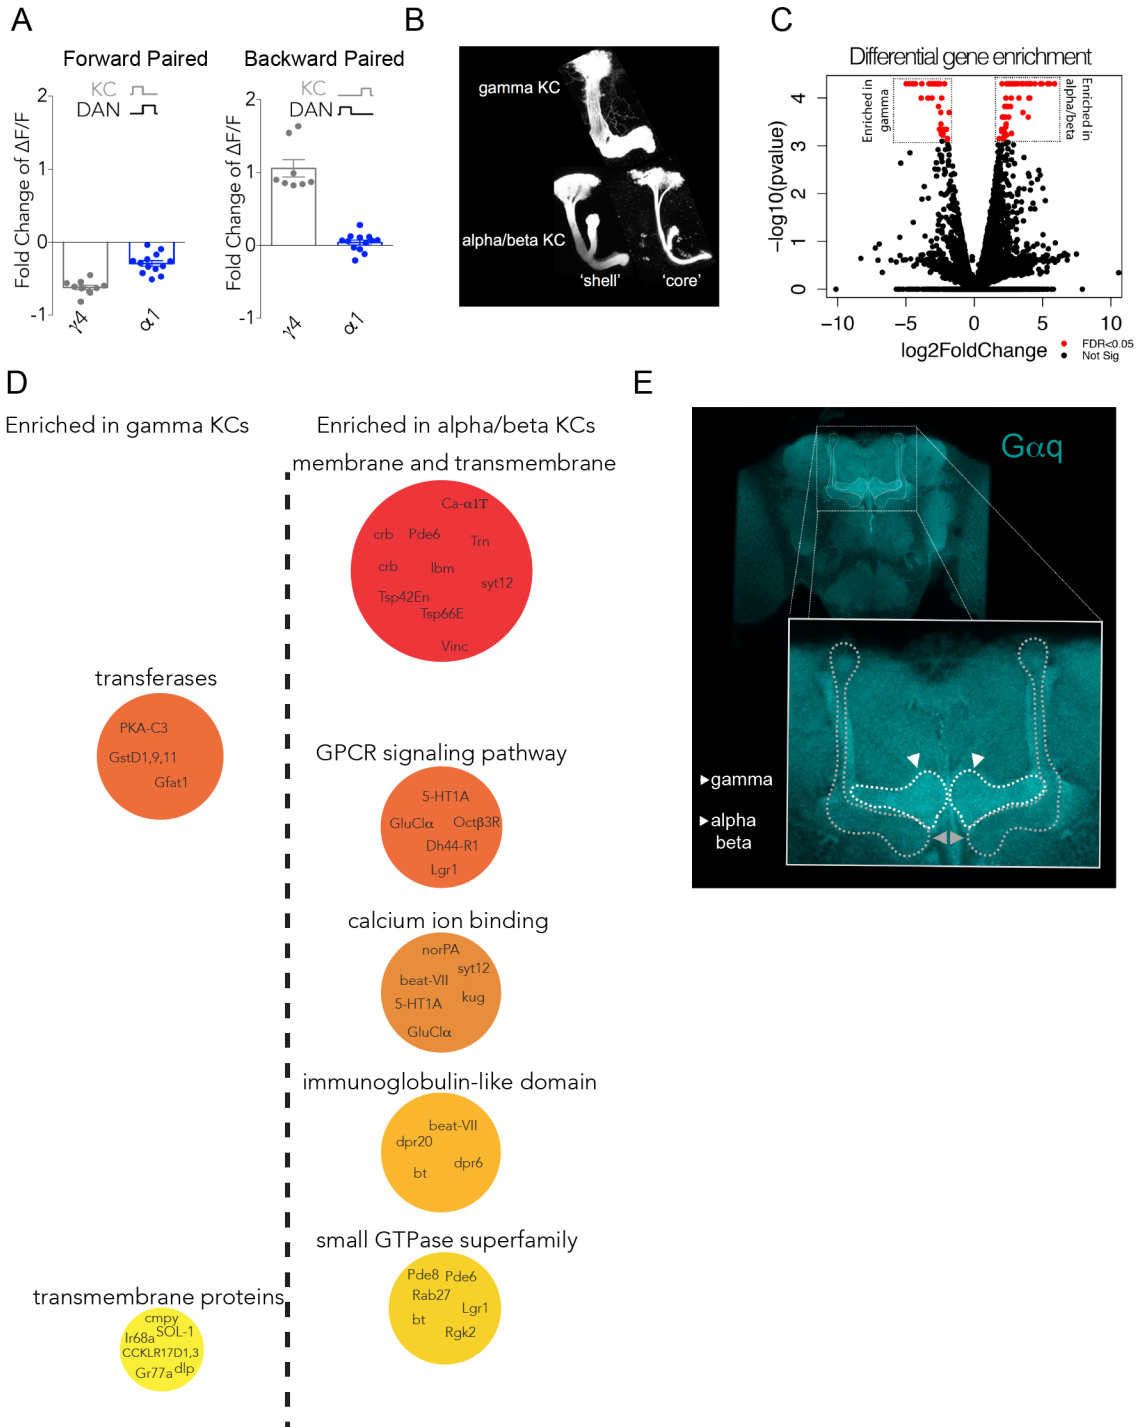 A
Forward Paired
KC
DAN
Fold Change of ΔF/F
2
1
0
-1
γ4
α1
Backward Paired
KC
DAN
Fold Change of ΔF/F
2
1
0
-1
γ4
α1
B
gamma KC
alpha/beta KC
'shell'
'core'
C
Differential gene enrichment
Enriched in
gamma
Enriched in
alpha/beta
−log10(pvalue)
4
3
2
1
0
−10
−5
0
5
10
log2FoldChange
FDR<0.05
Not Sig
D
Enriched in gamma KCs
Enriched in alpha/beta KCs
membrane and transmembrane
Ca-α1T
crb
Pde6
Trn
crb
lbm
syt12
Tsp42En
Tsp66E
Vinc
transferases
PKA-C3
GstD1,9,11
Gfat1
GPCR signaling pathway
5-HT1A
GluClα
Octβ3R
Dh44-R1
Lgr1
calcium ion binding
norPA
syt12
beat-VII
5-HT1A
kug
GluClα
immunoglobulin-like domain
beat-VII
dpr20
dpr6
bt
small GTPase superfamily
Pde8
Pde6
Rab27
Lgr1
bt
Rgk2
transmembrane proteins
cmpy
SOL-1
Ir68a
CCKLR17D1,3
Gr77a
dlp
E
Gαq
gamma
alpha
beta